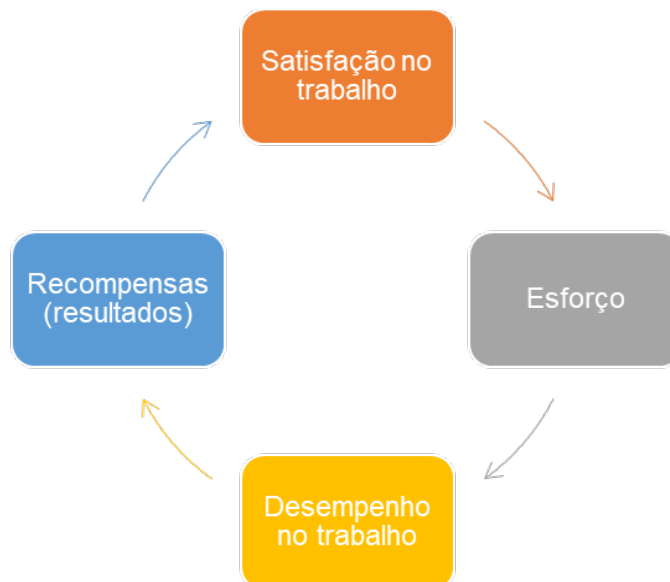 Satisfação no
trabalho
Esforço
Desempenho
no trabalho
Recompensas
(resultados)